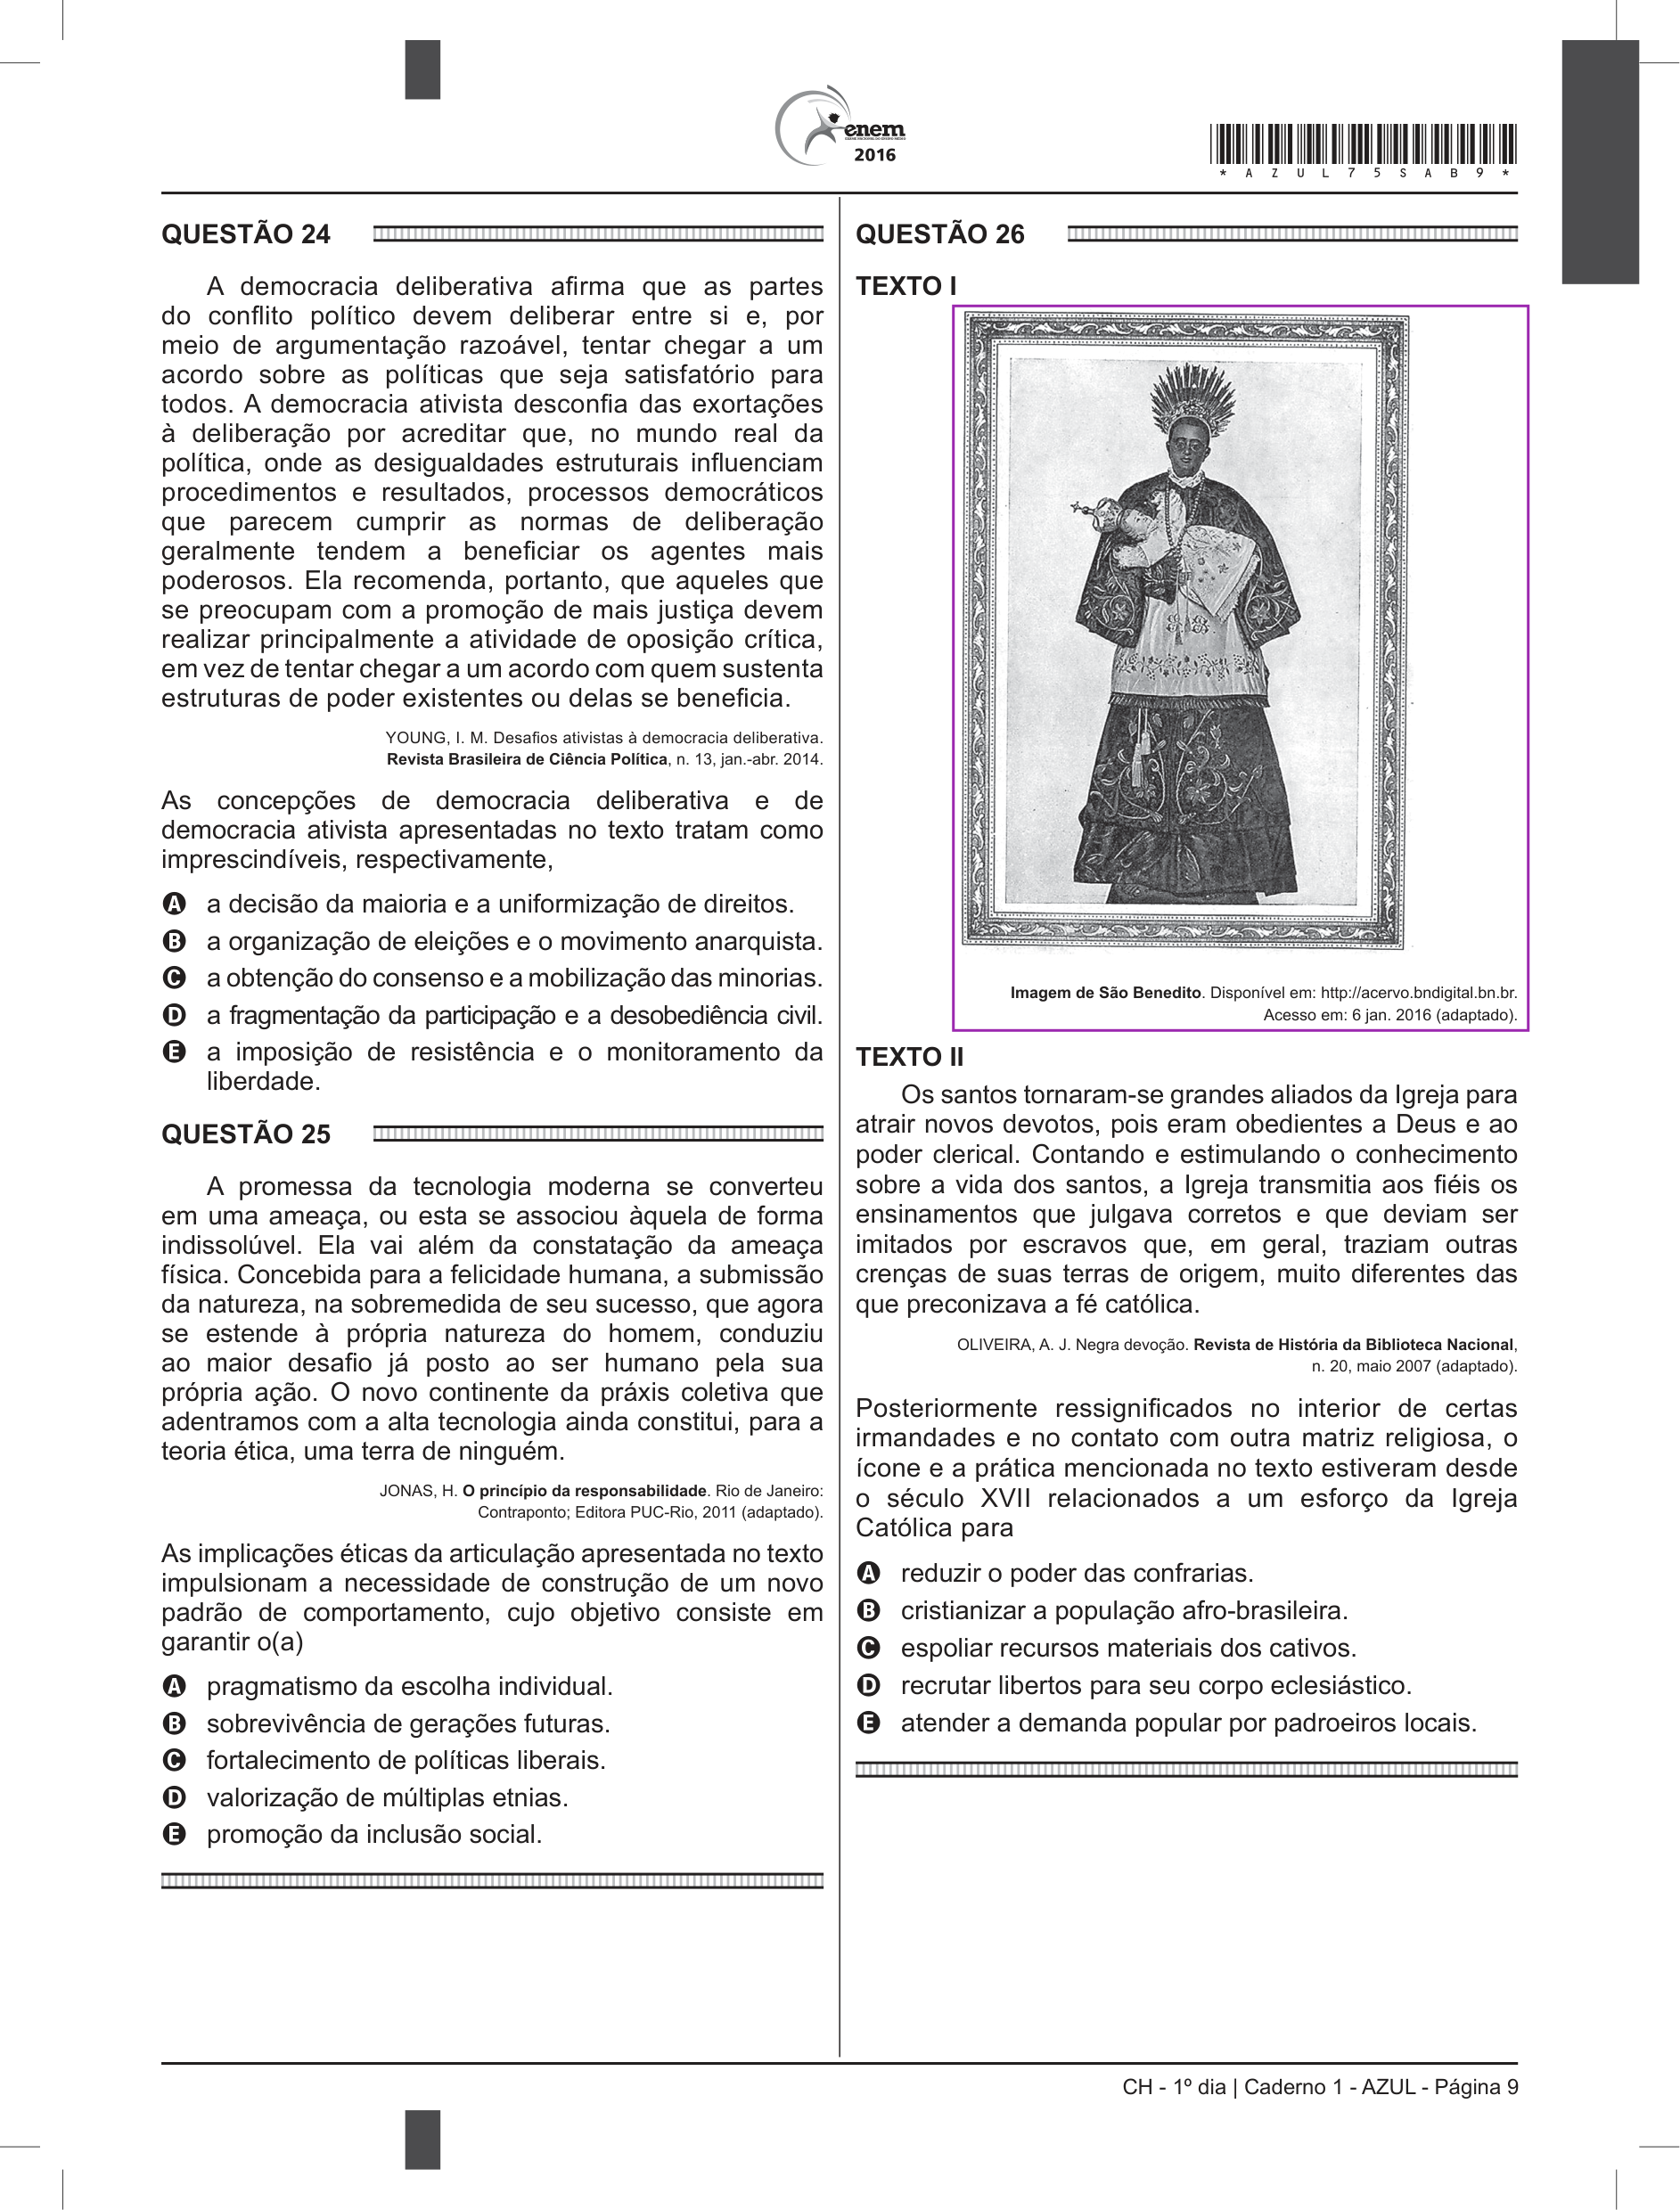 enem
2016
*AZUL75SAB9*
QUESTÃO 24
A democracia deliberativa afirma que as partes
do conflito político devem deliberar entre si e, por
meio de argumentação razoável, tentar chegar a um
acordo sobre as políticas que seja satisfatório para
todos. A democracia ativista desconfia das exortações
à deliberação por acreditar que, no mundo real da
política, onde as desigualdades estruturais influenciam
procedimentos e resultados, processos democráticos
que parecem cumprir as normas de deliberação
geralmente tendem a beneficiar os agentes mais
poderosos. Ela recomenda, portanto, que aqueles que
se preocupam com a promoção de mais justiça devem
realizar principalmente a atividade de oposição crítica,
em vez de tentar chegar a um acordo com quem sustenta
estruturas de poder existentes ou delas se beneficia.
YOUNG, I. M. Desafios ativistas à democracia deliberativa.
Revista Brasileira de Ciência Política, n. 13, jan.-abr. 2014.
As concepções de democracia deliberativa e de
democracia ativista apresentadas no texto tratam como
imprescindíveis, respectivamente,
A a decisão da maioria e a uniformização de direitos.
B a organização de eleições e o movimento anarquista.
C a obtenção do consenso e a mobilização das minorias.
D a fragmentação da participação e a desobediência civil.
E a imposição de resistência e o monitoramento da
liberdade.
QUESTÃO 25
A promessa da tecnologia moderna se converteu
em uma ameaça, ou esta se associou àquela de forma
indissolúvel. Ela vai além da constatação da ameaça
física. Concebida para a felicidade humana, a submissão
da natureza, na sobremedida de seu sucesso, que agora
se estende à própria natureza do homem, conduziu
ao maior desafio já posto ao ser humano pela sua
própria ação. O novo continente da práxis coletiva que
adentramos com a alta tecnologia ainda constitui, para a
teoria ética, uma terra de ninguém.
JONAS, H. O princípio da responsabilidade. Rio de Janeiro:
Contraponto; Editora PUC-Rio, 2011 (adaptado).
As implicações éticas da articulação apresentada no texto
impulsionam a necessidade de construção de um novo
padrão de comportamento, cujo objetivo consiste em
garantir o(a)
A pragmatismo da escolha individual.
B sobrevivência de gerações futuras.
C fortalecimento de políticas liberais.
D valorização de múltiplas etnias.
E promoção da inclusão social.
QUESTÃO 26
TEXTO I
Imagem de São Benedito. Disponível em: http://acervo.bndigital.bn.br.
Acesso em: 6 jan. 2016 (adaptado).
TEXTO II
Os santos tornaram-se grandes aliados da Igreja para
atrair novos devotos, pois eram obedientes a Deus e ao
poder clerical. Contando e estimulando o conhecimento
sobre a vida dos santos, a Igreja transmitia aos fiéis os
ensinamentos que julgava corretos e que deviam ser
imitados por escravos que, em geral, traziam outras
crenças de suas terras de origem, muito diferentes das
que preconizava a fé católica.
OLIVEIRA, A. J. Negra devoção. Revista de História da Biblioteca Nacional,
n. 20, maio 2007 (adaptado).
Posteriormente ressignificados no interior de certas
irmandades e no contato com outra matriz religiosa, o
ícone e a prática mencionada no texto estiveram desde
o século XVII relacionados a um esforço da Igreja
Católica para
A reduzir o poder das confrarias.
B cristianizar a população afro-brasileira.
C espoliar recursos materiais dos cativos.
D recrutar libertos para seu corpo eclesiástico.
E atender a demanda popular por padroeiros locais.
CH - 1º dia | Caderno 1 - AZUL - Página 9